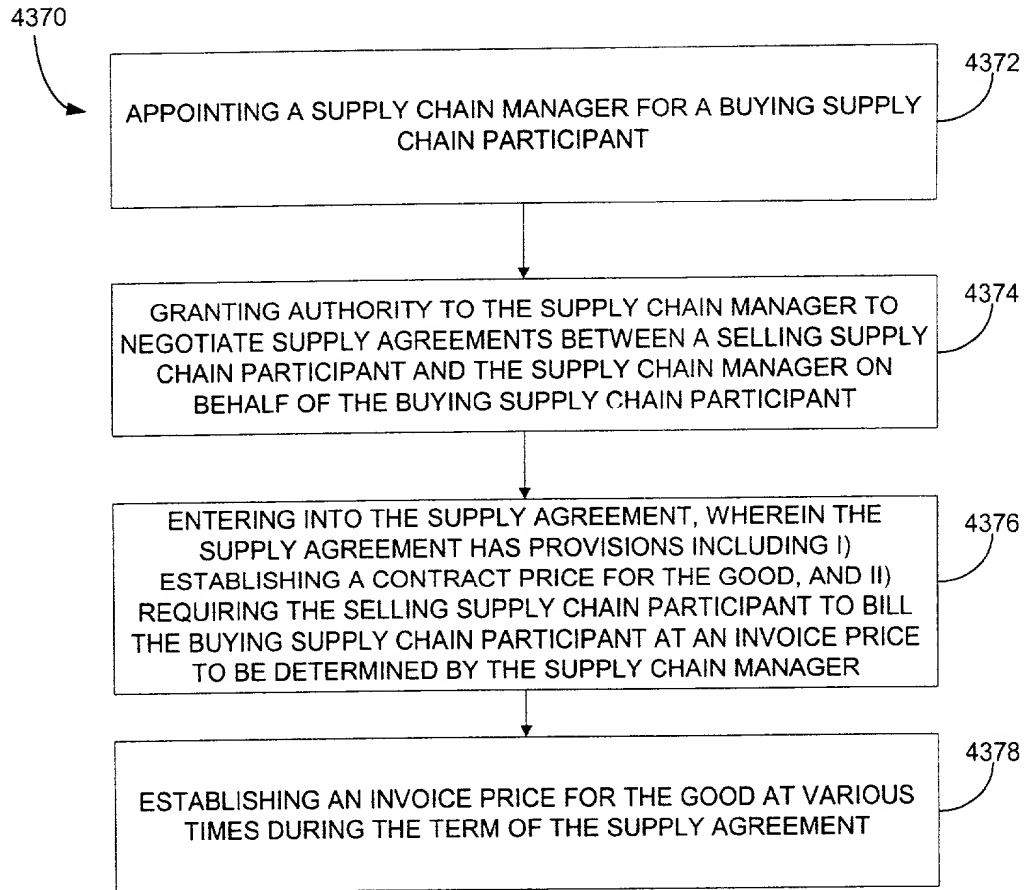 4370
4372
APPOINTING A SUPPLY CHAIN MANAGER FOR A BUYING SUPPLY
CHAIN PARTICIPANT
4374
GRANTING AUTHORITY TO THE SUPPLY CHAIN MANAGER TO
NEGOTIATE SUPPLY AGREEMENTS BETWEEN A SELLING SUPPLY
CHAIN PARTICIPANT AND THE SUPPLY CHAIN MANAGER ON
BEHALF OF THE BUYING SUPPLY CHAIN PARTICIPANT
4376
ENTERING INTO THE SUPPLY AGREEMENT, WHEREIN THE
SUPPLY AGREEMENT HAS PROVISIONS INCLUDING I)
ESTABLISHING A CONTRACT PRICE FOR THE GOOD, AND II)
REQUIRING THE SELLING SUPPLY CHAIN PARTICIPANT TO BILL
THE BUYING SUPPLY CHAIN PARTICIPANT AT AN INVOICE PRICE
TO BE DETERMINED BY THE SUPPLY CHAIN MANAGER
4378
ESTABLISHING AN INVOICE PRICE FOR THE GOOD AT VARIOUS
TIMES DURING THE TERM OF THE SUPPLY AGREEMENT